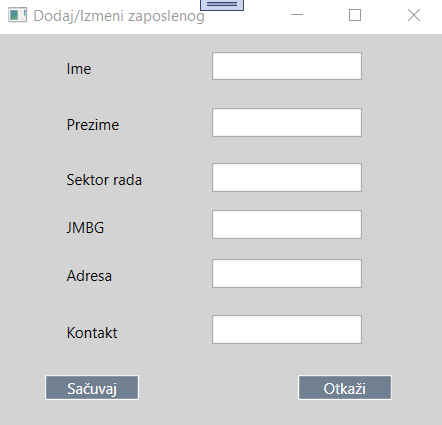 Dodaj/Izmeni zaposlenog
Ime
Prezime
Sektor rada
JMBG
Adresa
Kontakt
Sačuvaj
Otkaži